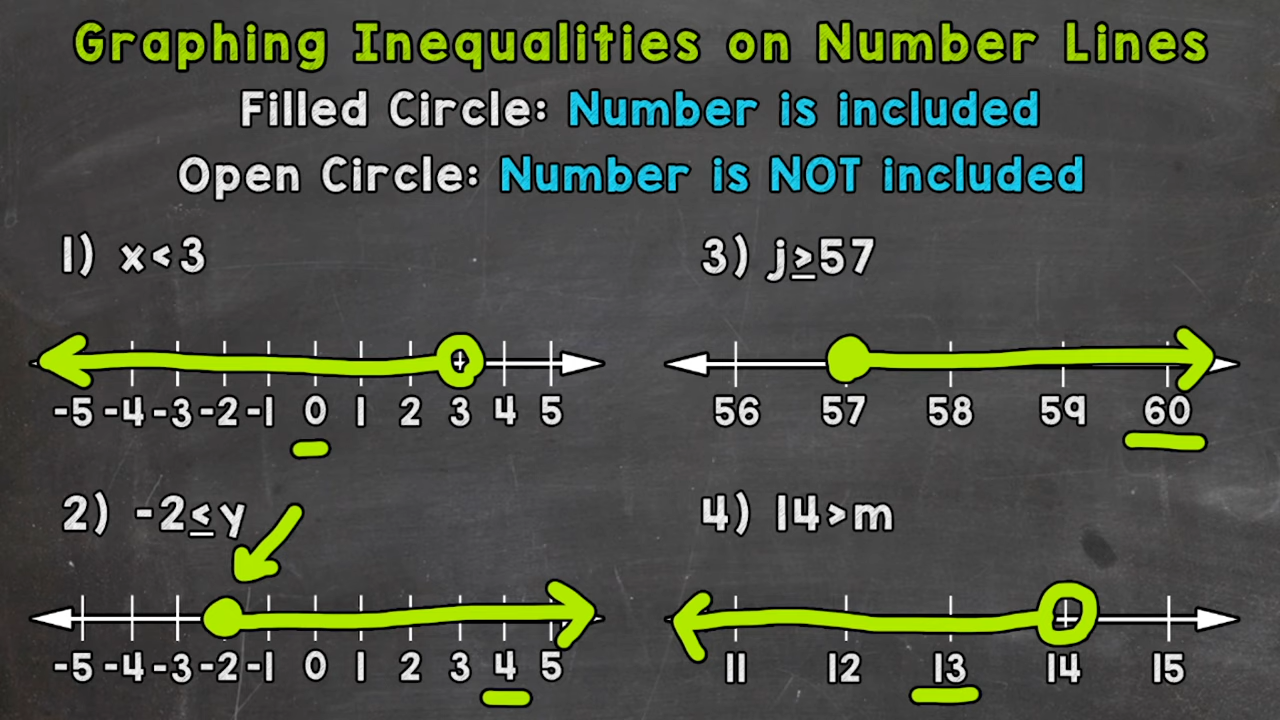 Graphing Inequalities on Number Lines
Filled Circle: Number is included
Open Circle: Number is NOT included
1) x<3
-5 -4 -3 -2 -1 0 1 2 3 4 5
2) -2≤y
-5 -4 -3 -2 -1 0 1 2 3 4 5
3) j≥57
56 57 58 59 60
4) 14>m
11 12 13 14 15